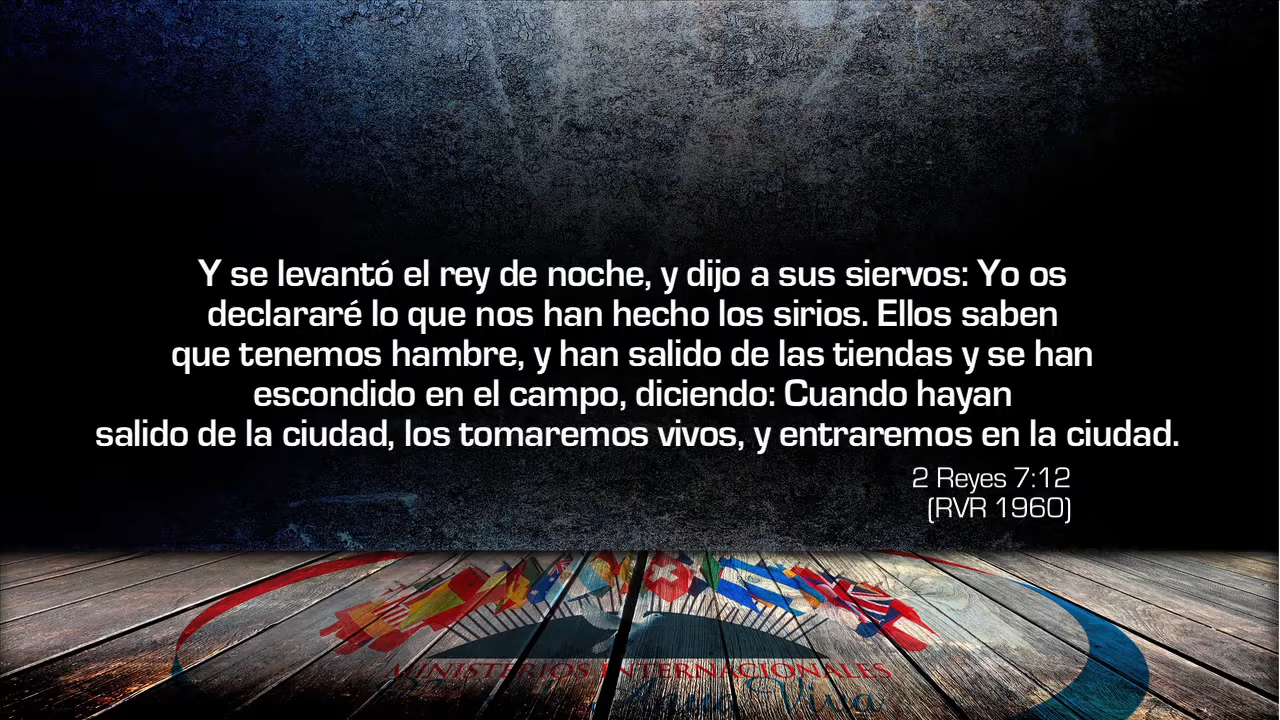 Y se levantó el rey de noche, y dijo a sus siervos: Yo os
declararé lo que nos han hecho los sirios. Ellos saben
que tenemos hambre, y han salido de las tiendas y se han
escondido en el campo, diciendo: Cuando hayan
salido de la ciudad, los tomaremos vivos, y entraremos en la ciudad.
2 Reyes 7:12
(RVR 1960)
MINISTERIOS INTERNACIONALES
Agua Viva